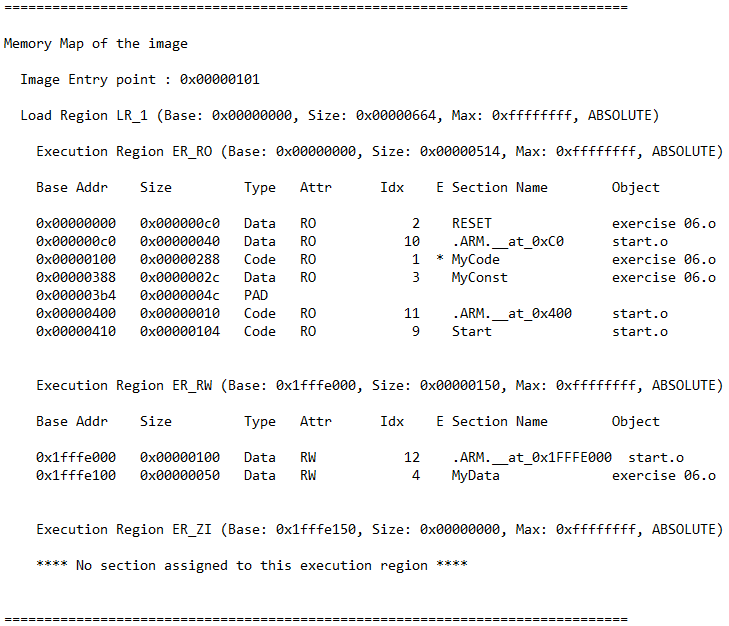 ==============================================================================
Memory Map of the image
Image Entry point : 0x00000101
Load Region LR_1 (Base: 0x00000000, Size: 0x00000664, Max: 0xffffffff, ABSOLUTE)
Execution Region ER_RO (Base: 0x00000000, Size: 0x00000514, Max: 0xffffffff, ABSOLUTE)
Base Addr    Size         Type   Attr      Idx    E Section Name        Object
0x00000000   0x000000c0   Data   RO            2    RESET               exercise 06.o
0x000000c0   0x00000040   Data   RO           10    .ARM.__at_0xC0      start.o
0x00000100   0x00000288   Code   RO            1  * MyCode              exercise 06.o
0x00000388   0x0000002c   Data   RO            3    MyConst             exercise 06.o
0x000003b4   0x0000004c   PAD
0x00000400   0x00000010   Code   RO           11    .ARM.__at_0x400     start.o
0x00000410   0x00000104   Code   RO            9    Start               start.o
Execution Region ER_RW (Base: 0x1fffe000, Size: 0x00000150, Max: 0xffffffff, ABSOLUTE)
Base Addr    Size         Type   Attr      Idx    E Section Name        Object
0x1fffe000   0x00000100   Data   RW           12    .ARM.__at_0x1FFFE000  start.o
0x1fffe100   0x00000050   Data   RW            4    MyData              exercise 06.o
Execution Region ER_ZI (Base: 0x1fffe150, Size: 0x00000000, Max: 0xffffffff, ABSOLUTE)
**** No section assigned to this execution region ****
==============================================================================